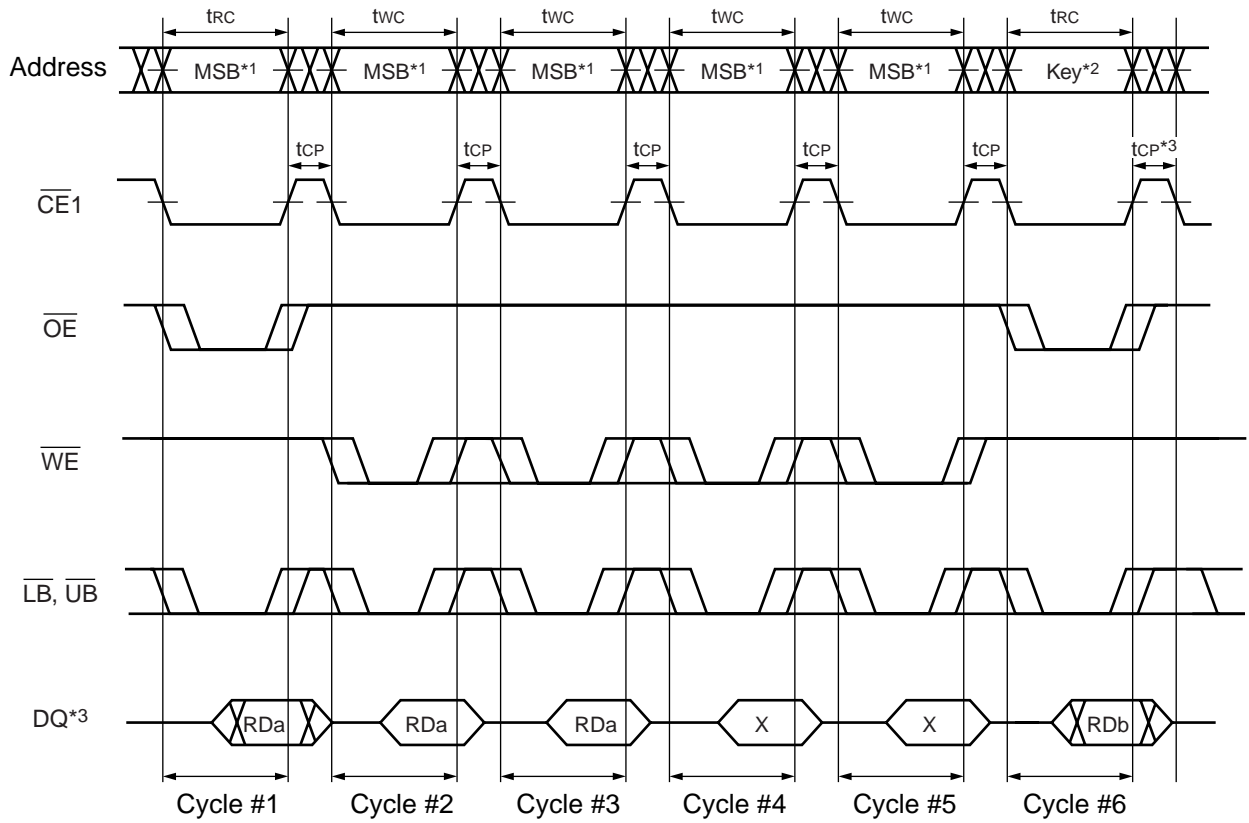 tRC tWC tWC tWC tWC tRC
Address MSB*1 MSB*1 MSB*1 MSB*1 MSB*1 Key*2
tCP tCP tCP tCP tCP tCP*3
CE1
OE
WE
LB, UB
DQ*3 RDa RDa RDa X X RDb
Cycle #1 Cycle #2 Cycle #3 Cycle #4 Cycle #5 Cycle #6